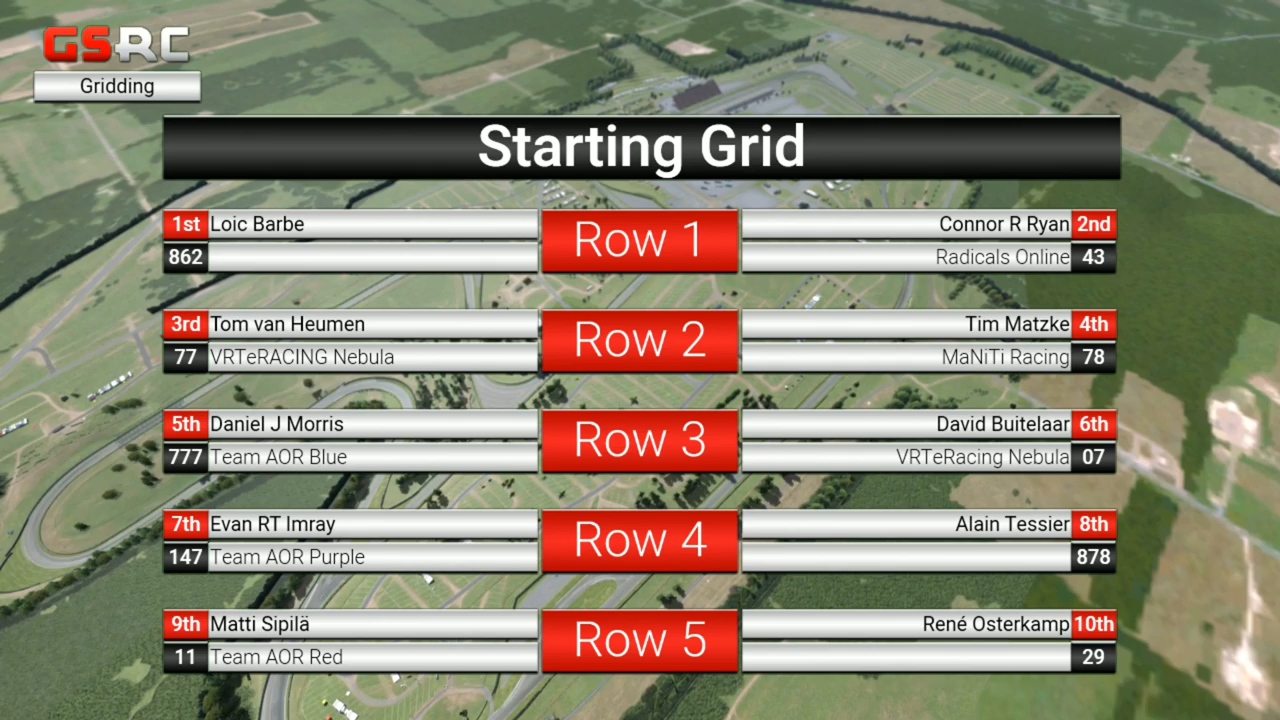 GSRC
Gridding
Starting Grid
1st Loic Barbe
862
Row 1
Connor R Ryan 2nd
Radicals Online 43
3rd Tom van Heumen
77 VRTeRACING Nebula
Row 2
Tim Matzke 4th
MaNiTi Racing 78
5th Daniel J Morris
777 Team AOR Blue
Row 3
David Buitelaar 6th
VRTeRacing Nebula 07
7th Evan RT Imray
147 Team AOR Purple
Row 4
Alain Tessier 8th
878
9th Matti Sipilä
11 Team AOR Red
Row 5
René Osterkamp 10th
29